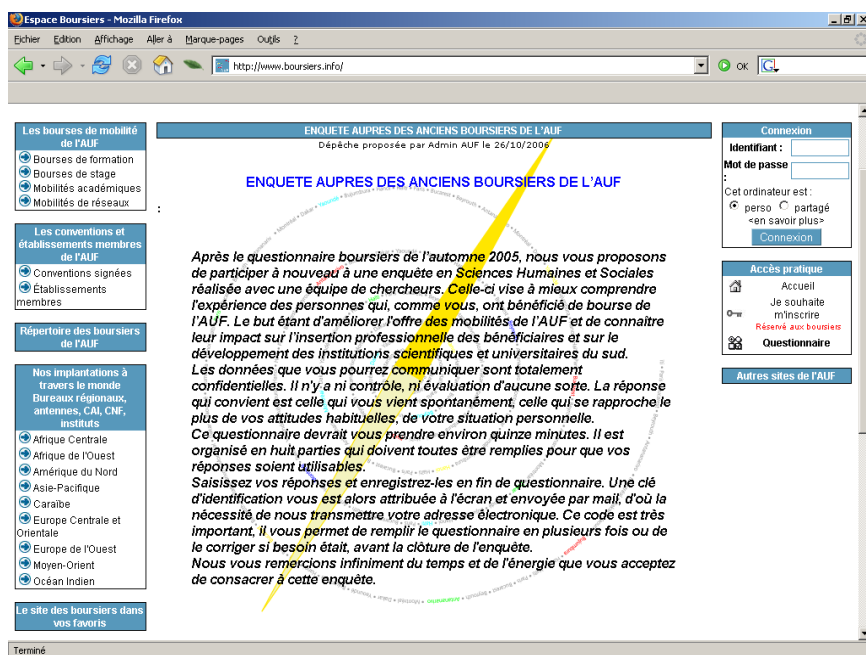 Espace Boursiers - Mozilla Firefox
Fichier Edition Affichage Aller à Marque-pages Outils ?
http://www.boursiers.info/
OK
Les bourses de mobilité
de l'AUF
Bourses de formation
Bourses de stage
Mobilités académiques
Mobilités de réseaux
Les conventions et
établissements membres
de l'AUF
Conventions signées
Établissements
membres
Répertoire des boursiers
de l'AUF
Nos implantations à
travers le monde
Bureaux régionaux,
antennes, CAI, CNF,
instituts
Afrique Centrale
Afrique de l'Ouest
Amérique du Nord
Asie-Pacifique
Caraïbe
Europe Centrale et
Orientale
Europe de l'Ouest
Moyen-Orient
Océan Indien
Le site des boursiers dans
vos favoris
ENQUETE AUPRES DES ANCIENS BOURSIERS DE L'AUF
Dépêche proposée par Admin AUF le 26/10/2006
ENQUETE AUPRES DES ANCIENS BOURSIERS DE L'AUF
:
Après le questionnaire boursiers de l'automne 2005, nous vous proposons
de participer à nouveau à une enquête en Sciences Humaines et Sociales
réalisée avec une équipe de chercheurs. Celle-ci vise à mieux comprendre
l'expérience des personnes qui, comme vous, ont bénéficié de bourse de
l'AUF. Le but étant d'améliorer l'offre des mobilités de l'AUF et de connaître
leur impact sur l'insertion professionnelle des bénéficiaires et sur le
développement des institutions scientifiques et universitaires du sud.
Les données que vous pourrez communiquer sont totalement
confidentielles. Il n'y a ni contrôle, ni évaluation d'aucune sorte. La réponse
qui convient est celle qui vous vient spontanément, celle qui se rapproche le
plus de vos attitudes habituelles, de votre situation personnelle.
Ce questionnaire devrait vous prendre environ quinze minutes. Il est
organisé en huit parties qui doivent toutes être remplies pour que vos
réponses soient utilisables.
Saisissez vos réponses et enregistrez-les en fin de questionnaire. Une clé
d'identification vous est alors attribuée à l'écran et envoyée par mail, d'où la
nécessité de nous transmettre votre adresse électronique. Ce code est très
important, il vous permet de remplir le questionnaire en plusieurs fois ou de
le corriger si besoin était, avant la clôture de l'enquête.
Nous vous remercions infiniment du temps et de l'énergie que vous acceptez
de consacrer à cette enquête.
Connexion
Identifiant :
Mot de passe
:
Cet ordinateur est :
perso partagé
<en savoir plus>
Connexion
Accès pratique
Accueil
Je souhaite
m'inscrire
Réservé aux boursiers
Questionnaire
Autres sites de l'AUF
Terminé